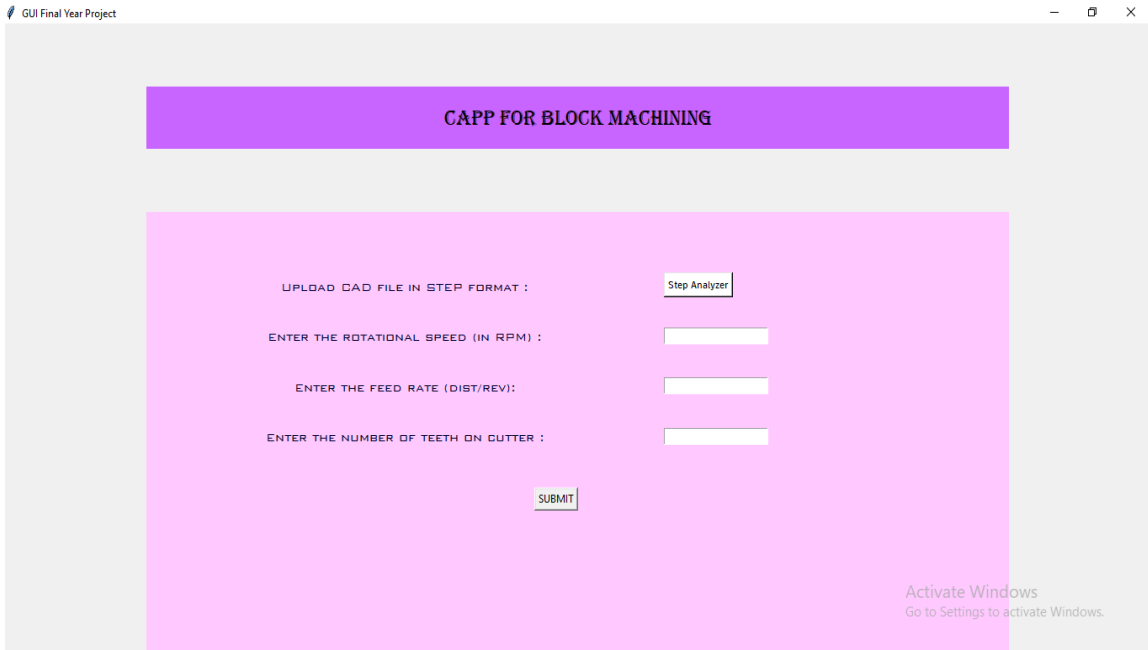 GUI Final Year Project
CAPP FOR BLOCK MACHINING
Upload CAD file in STEP format :
Step Analyzer
Enter the rotational speed (in RPM) :
Enter the feed rate (dist/rev):
Enter the number of teeth on cutter :
SUBMIT
Activate Windows
Go to Settings to activate Windows.